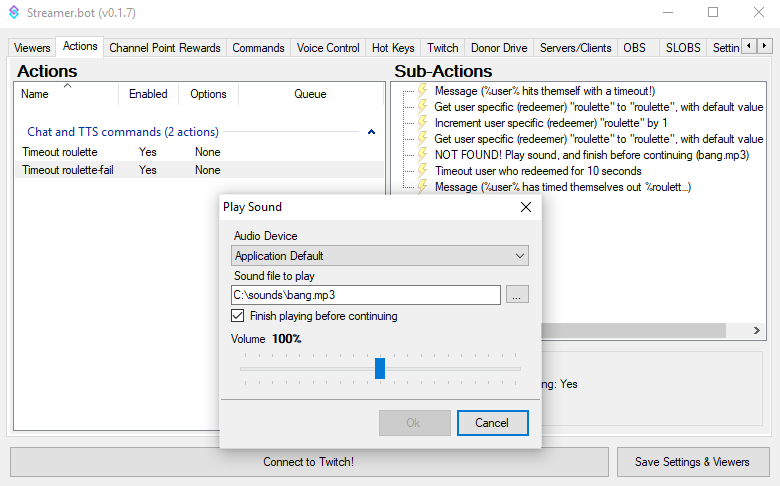 Streamer.bot (v0.1.7)
Viewers Actions Channel Point Rewards Commands Voice Control Hot Keys Twitch Donor Drive Servers/Clients OBS SLOBS Settin
Actions
Name Enabled Options Queue
Chat and TTS commands (2 actions)
Timeout roulette Yes None
Timeout roulette-fail Yes None
Sub-Actions
Message (%user% hits themself with a timeout!)
Get user specific (redeemer) "roulette" to "roulette", with default value
Increment user specific (redeemer) "roulette" by 1
Get user specific (redeemer) "roulette" to "roulette", with default value
NOT FOUND! Play sound, and finish before continuing (bang.mp3)
Timeout user who redeemed for 10 seconds
Message (%user% has timed themselves out %roulett...)
ng: Yes
Play Sound
Audio Device
Application Default
Sound file to play
C:\sounds\bang.mp3
...
Finish playing before continuing
Volume 100%
Ok Cancel
Connect to Twitch! Save Settings & Viewers